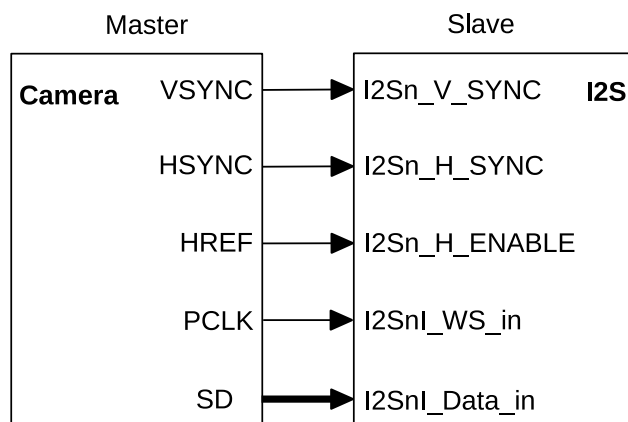 Master Slave
Camera VSYNC I2Sn_V_SYNC I2S
HSYNC I2Sn_H_SYNC
HREF I2Sn_H_ENABLE
PCLK I2SnI_WS_in
SD I2SnI_Data_in